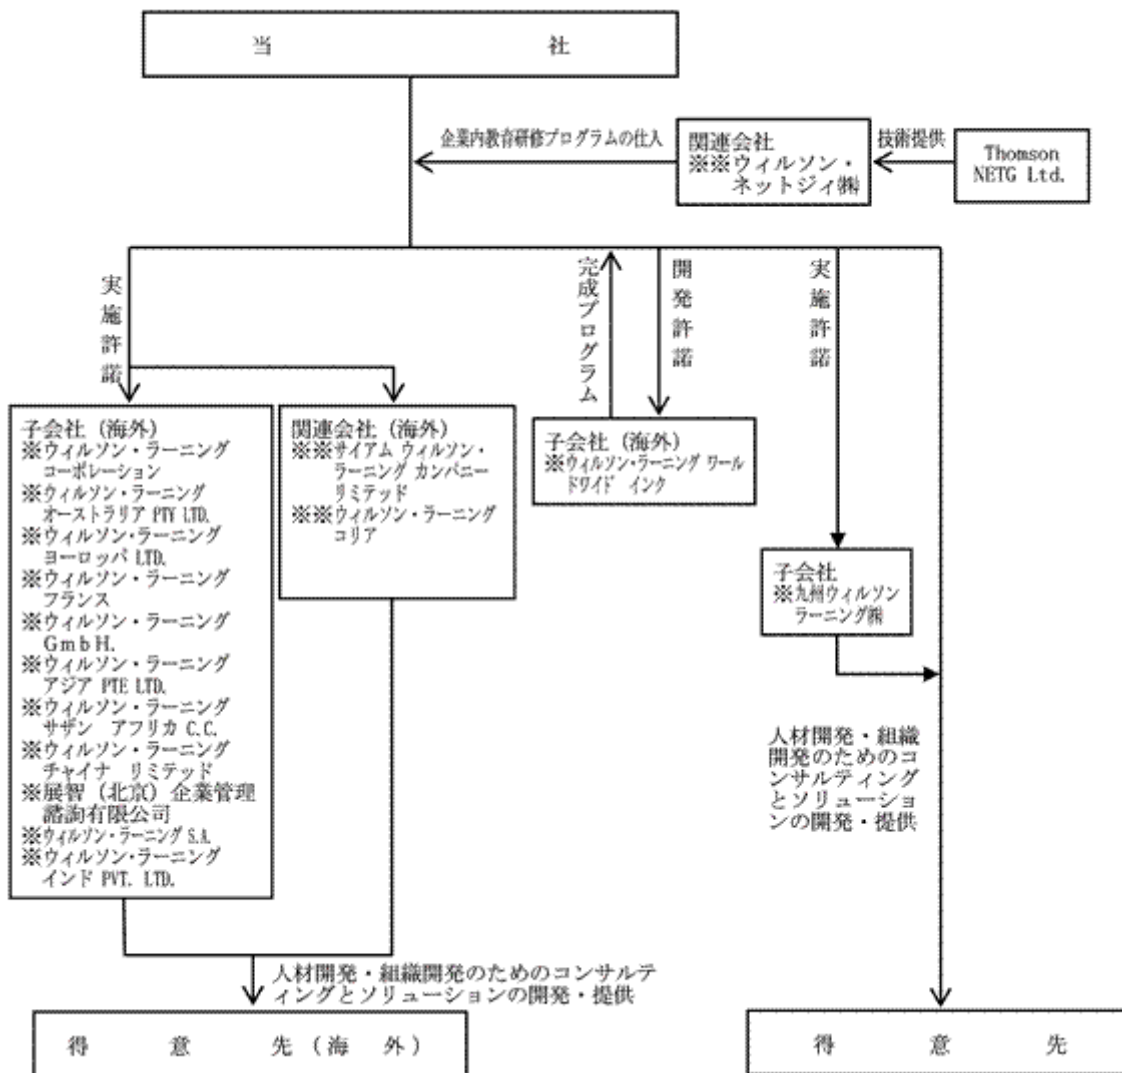 当 社
企業内教育研修プログラムの仕入
関連会社
※※ウィルソン・
ネットジィ㈱
技術提供
Thomson
NETG Ltd.
実施許諾
完成プログラム
開発許諾
実施許諾
子会社（海外）
※ウィルソン・ラーニング
コーポレーション
※ウィルソン・ラーニング
オーストラリア PTY LTD.
※ウィルソン・ラーニング
ヨーロッパ LTD.
※ウィルソン・ラーニング
フランス
※ウィルソン・ラーニング
GmbH.
※ウィルソン・ラーニング
アジア PTE LTD.
※ウィルソン・ラーニング
サザン アフリカ C.C.
※ウィルソン・ラーニング
チャイナ リミテッド
※展智（北京）企業管理
諮詢有限公司
※ウィルソン・ラーニング S.A.
※ウィルソン・ラーニング
インド PVT. LTD.
関連会社（海外）
※※サイアム ウィルソン・
ラーニング カンパニー
リミテッド
※※ウィルソン・ラーニング
コリア
子会社（海外）
※ウィルソン・ラーニング ワール
ドワイド インク
子会社
※九州ウィルソン
ラーニング㈱
人材開発・組織
開発のためのコ
ンサルティング
とソリューショ
ンの開発・提供
人材開発・組織開発のためのコンサルテ
ィングとソリューションの開発・提供
得 意 先（海 外）
得 意 先